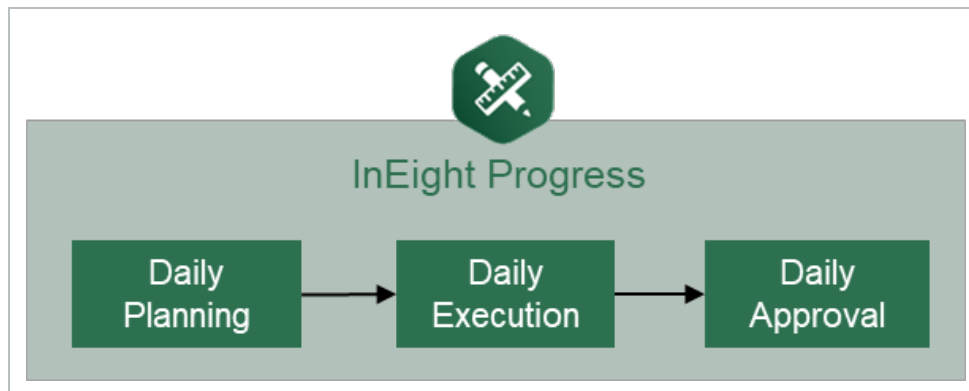 InEight Progress
Daily
Planning
Daily
Execution
Daily
Approval